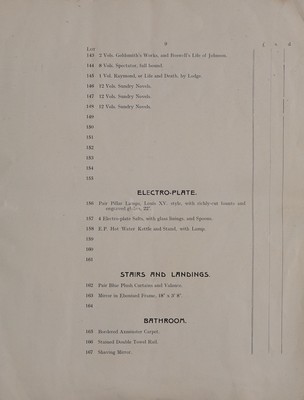 9
£ s d
Lot
143 2 Vols. Goldsmith's Works, and Boswell's Life of Johnson.
144 8 Vols. Spectator, full bound.
145 1 Vol. Raymond, or Life and Death, by Lodge.
146 12 Vols. Sundry Novels.
147 12 Vols. Sundry Novels.
148 12 Vols. Sundry Novels.
149
150
151
152
153
154
155
ELECTRO-PLATE.
156 Pair Pillar Lamps, Louis XV. style, with richly-cut founts and
engraved globes, 22".
157 4 Electro-plate Salts, with glass linings, and Spoons.
158 E.P. Hot Water Kettle and Stand, with Lamp.
159
160
161
STAIRS AND LANDINGS.
162 Pair Blue Plush Curtains and Valance.
163 Mirror in Ebonised Frame, 18" x 3' 8".
164
BATHROOM.
165 Bordered Axminster Carpet.
166 Stained Double Towel Rail.
167 Shaving Mirror.